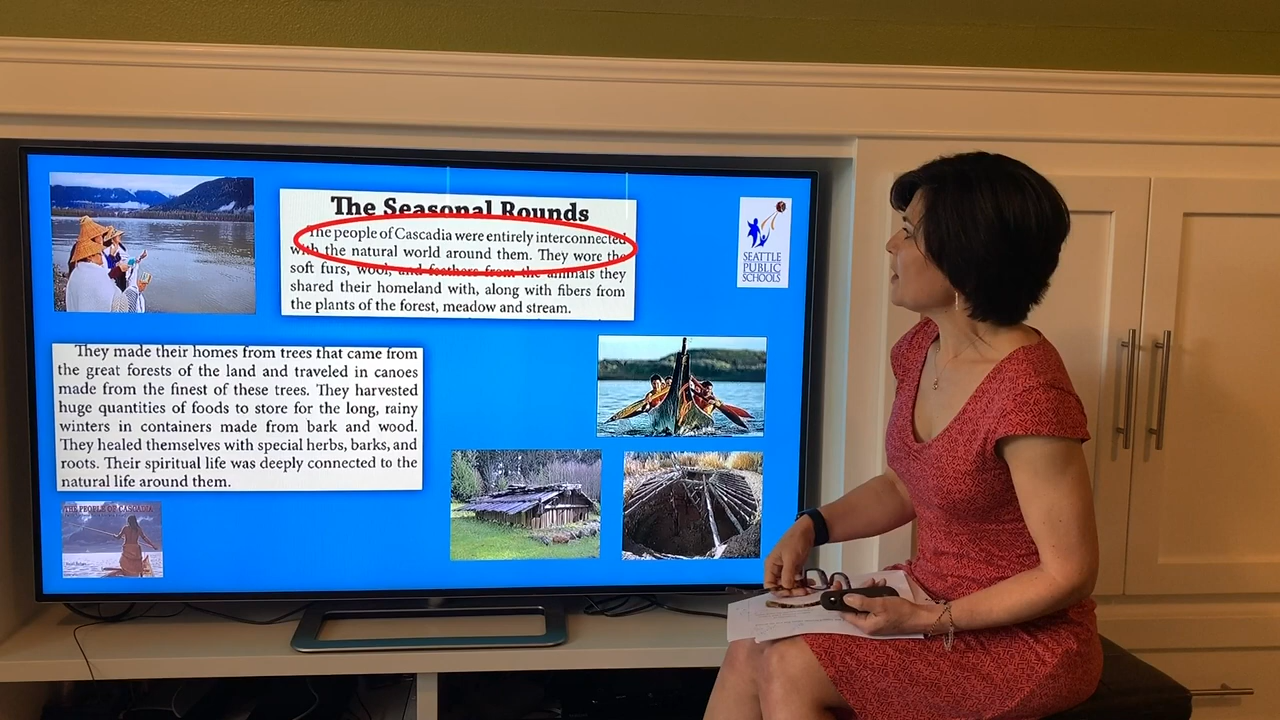 The Seasonal Rounds
The people of Cascadia were entirely interconnected
with the natural world around them. They wore the
soft furs, wool, and feathers from the animals they
shared their homeland with, along with fibers from
the plants of the forest, meadow and stream.
SEATTLE
PUBLIC
SCHOOLS
They made their homes from trees that came from
the great forests of the land and traveled in canoes
made from the finest of these trees. They harvested
huge quantities of foods to store for the long, rainy
winters in containers made from bark and wood.
They healed themselves with special herbs, barks, and
roots. Their spiritual life was deeply connected to the
natural life around them.
THE PEOPLE OF CASCADIA